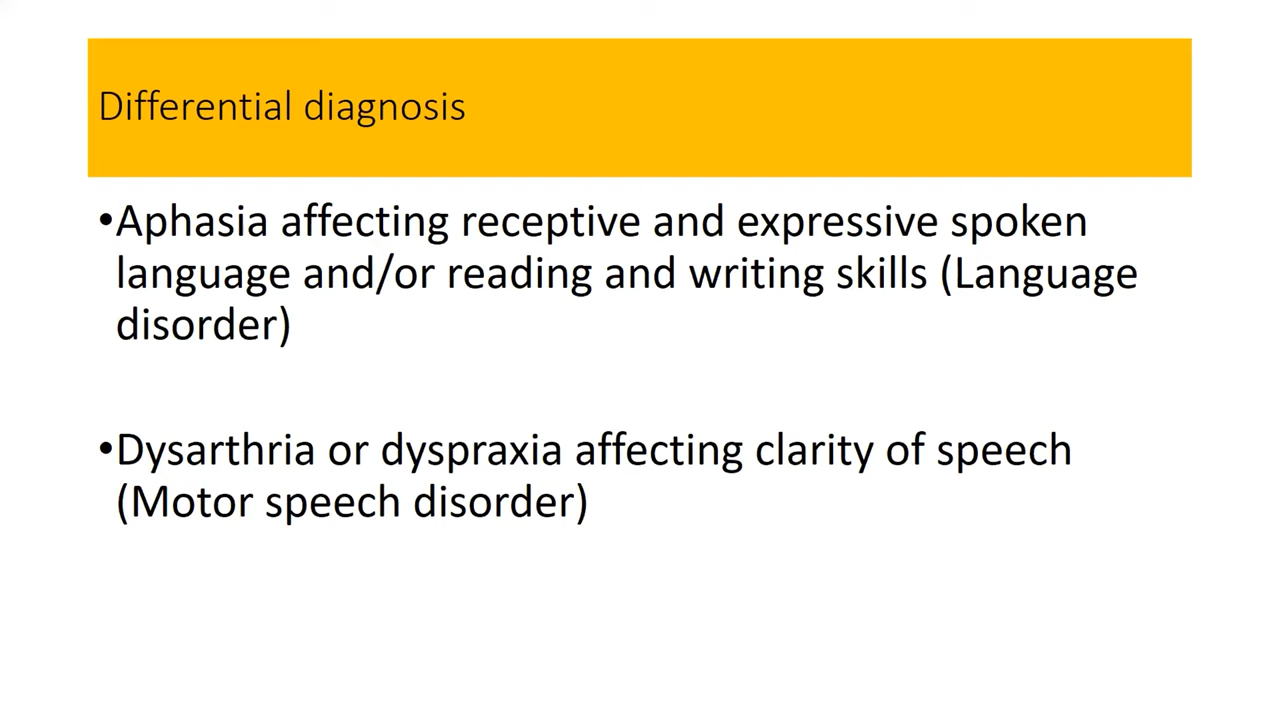 Differential diagnosis
•Aphasia affecting receptive and expressive spoken
language and/or reading and writing skills (Language
disorder)
•Dysarthria or dyspraxia affecting clarity of speech
(Motor speech disorder)